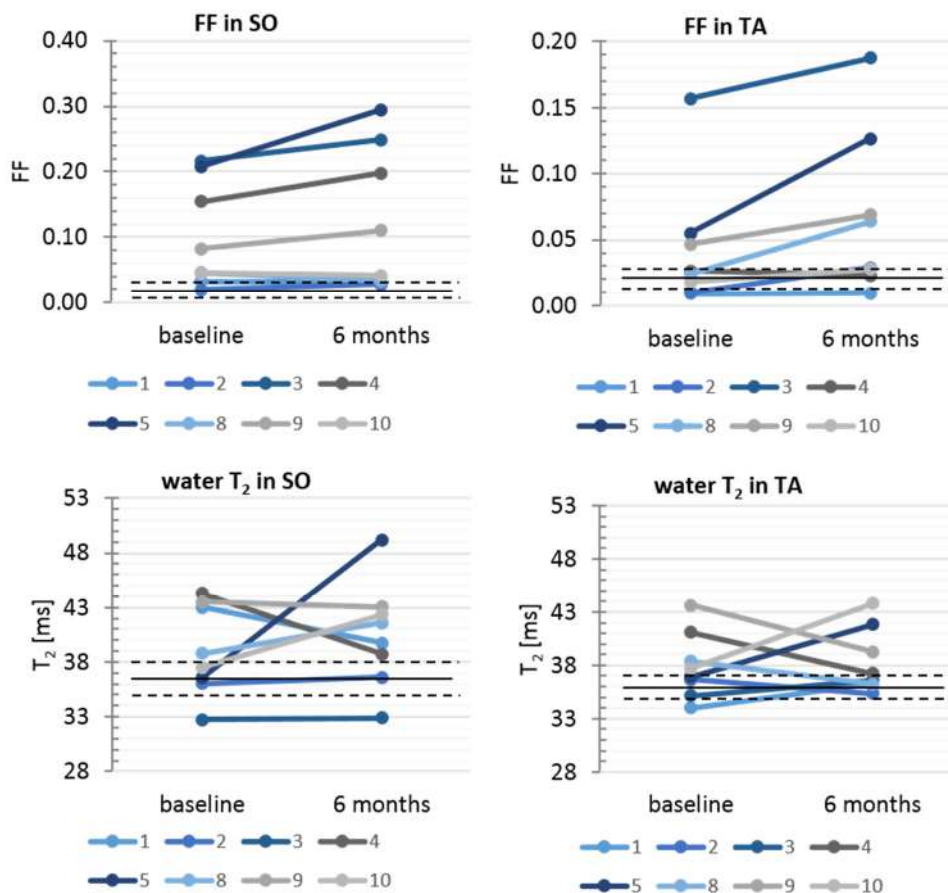 FF in SO
0.40
0.30
0.20
0.10
0.00
FF
baseline 6 months
1 2 3 4
5 8 9 10
FF in TA
0.20
0.15
0.10
0.05
0.00
FF
baseline 6 months
1 2 3 4
5 8 9 10
water T₂ in SO
53
48
43
38
33
28
T₂ [ms]
baseline 6 months
1 2 3 4
5 8 9 10
water T₂ in TA
53
48
43
38
33
28
T₂ [ms]
baseline 6 months
1 2 3 4
5 8 9 10